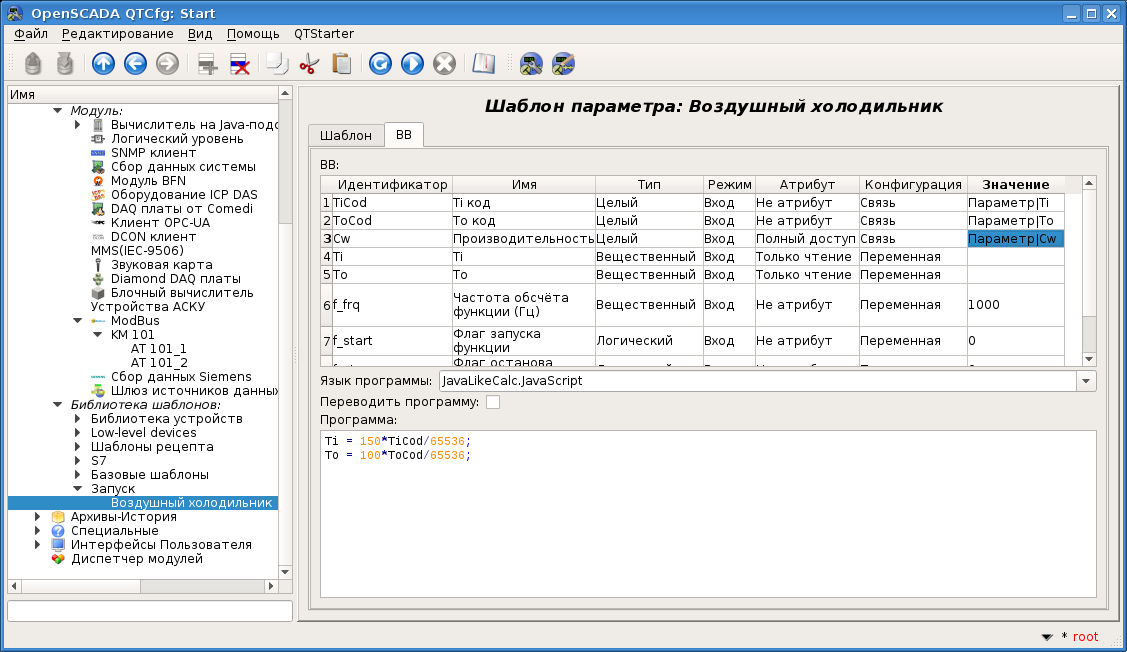 OpenSCADA QTCfg: Start
Файл Редактирование Вид Помощь QTStarter
Имя
Модуль:
Вычислитель на Java-подо
Логический уровень
SNMP клиент
Сбор данных системы
Модуль BFN
Оборудование ICP DAS
DAQ платы от Comedi
Клиент OPC-UA
DCON клиент
MMS(IEC-9506)
Звуковая карта
Diamond DAQ платы
Блочный вычислитель
Устройства АСКУ
ModBus
KM 101
AT 101_1
AT 101_2
Сбор данных Siemens
Шлюз источников данных
Библиотека шаблонов:
Библиотека устройств
Low-level devices
Шаблоны рецепта
S7
Базовые шаблоны
Запуск
Воздушный холодильник
Архивы-История
Специальные
Интерфейсы Пользователя
Диспетчер модулей
Шаблон параметра: Воздушный холодильник
Шаблон ВВ
ВВ:
Идентификатор Имя Тип Режим Атрибут Конфигурация Значение
1 TiCod Ti код Целый Вход Не атрибут Связь Параметр|Ti
2 ToCod To код Целый Вход Не атрибут Связь Параметр|To
3 Cw Производительность Целый Вход Полный доступ Связь Параметр|Cw
4 Ti Ti Вещественный Вход Только чтение Переменная
5 To To Вещественный Вход Только чтение Переменная
6 f_frq Частота обсчёта функции (Гц) Вещественный Вход Не атрибут Переменная 1000
7 f_start Флаг запуска функции Логический Вход Не атрибут Переменная 0
Флаг останова
Язык программы: JavaLikeCalc.JavaScript
Переводить программу:
Программа:
Ti = 150*TiCod/65536;
To = 100*ToCod/65536;
* root